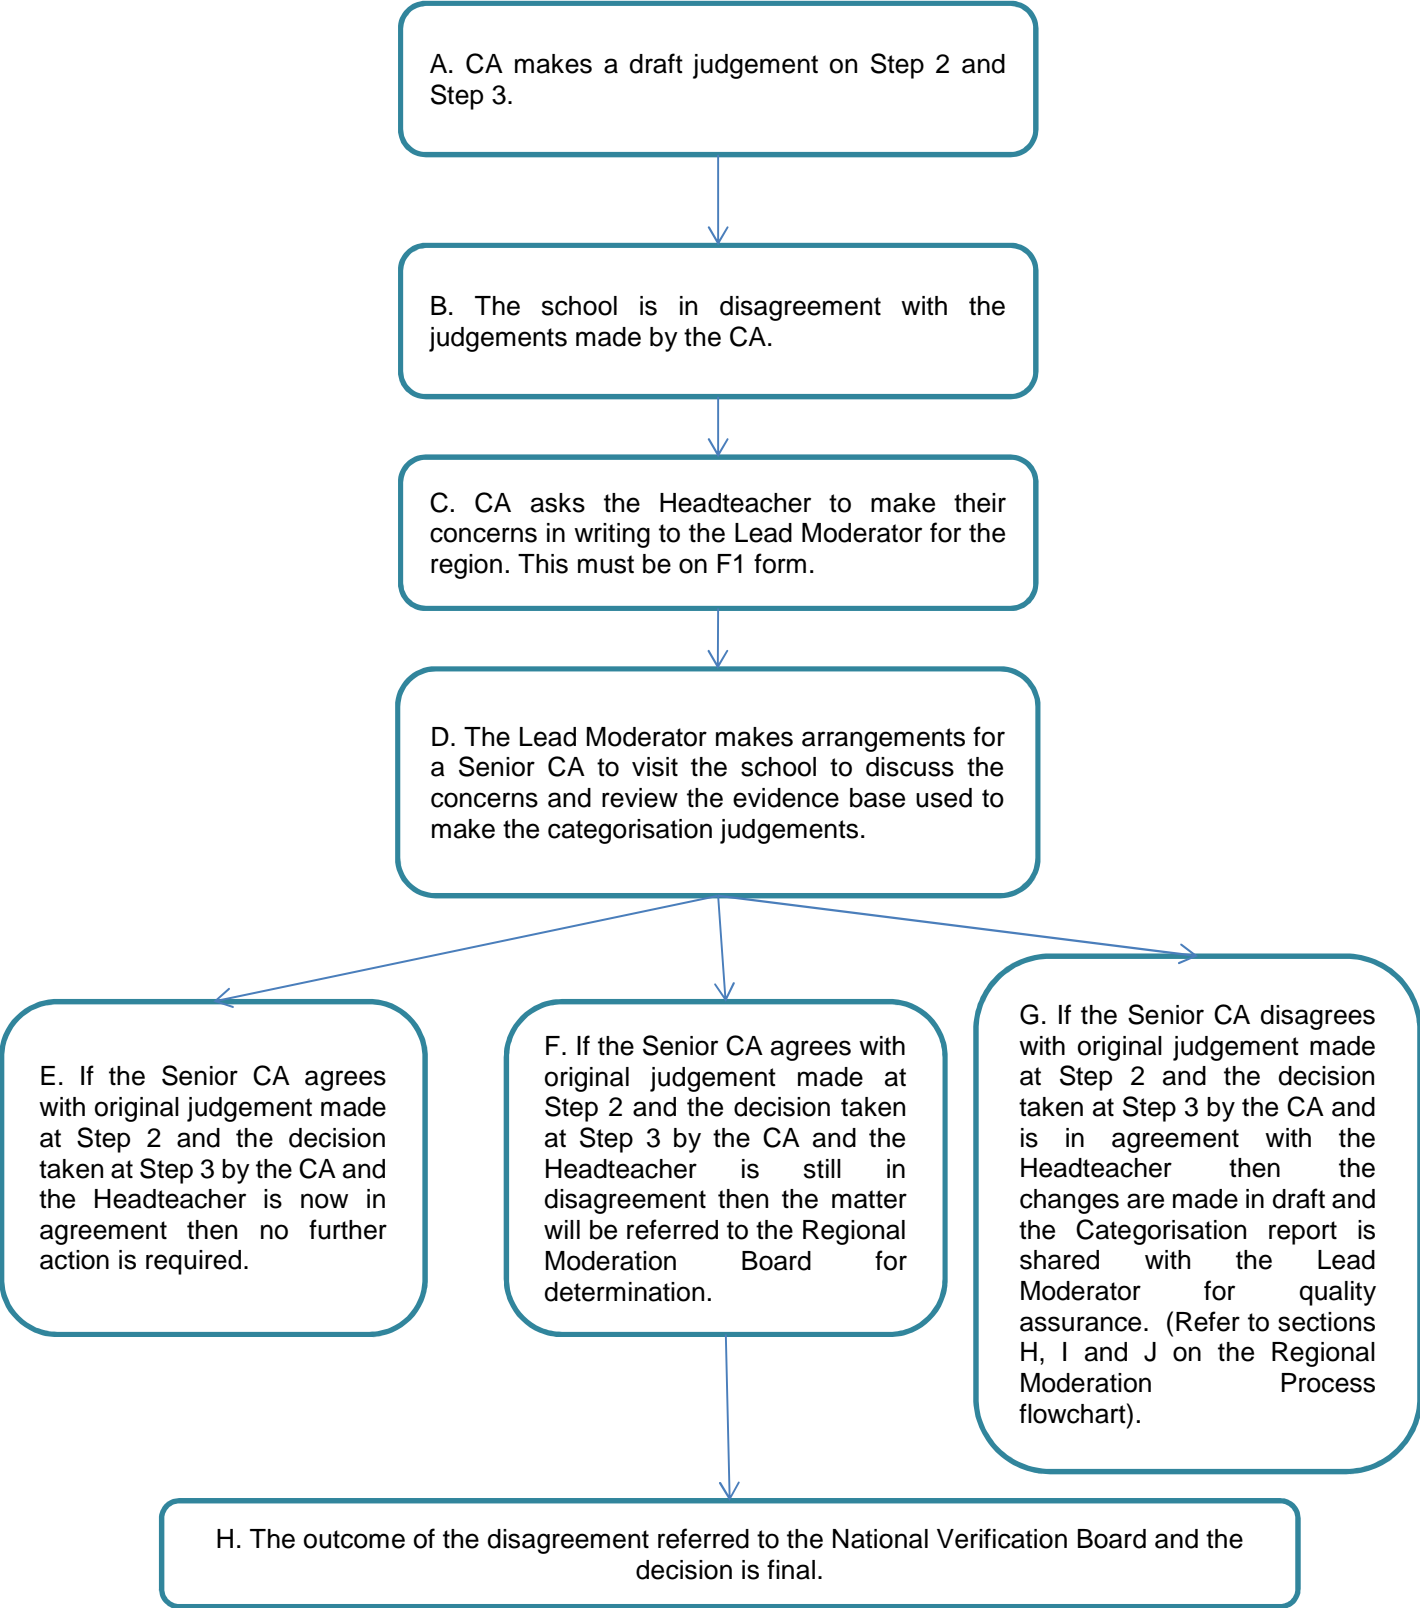 A. CA makes a draft judgement on Step 2 and
Step 3.
B. The school is in disagreement with the
judgements made by the CA.
C. CA asks the Headteacher to make their
concerns in writing to the Lead Moderator for the
region. This must be on F1 form.
D. The Lead Moderator makes arrangements for
a Senior CA to visit the school to discuss the
concerns and review the evidence base used to
make the categorisation judgements.
E. If the Senior CA agrees
with original judgement made
at Step 2 and the decision
taken at Step 3 by the CA and
the Headteacher is now in
agreement then no further
action is required.
F. If the Senior CA agrees with
original judgement made at
Step 2 and the decision taken
at Step 3 by the CA and the
Headteacher is still in
disagreement then the matter
will be referred to the Regional
Moderation Board for
determination.
G. If the Senior CA disagrees
with original judgement made
at Step 2 and the decision
taken at Step 3 by the CA and
is in agreement with the
Headteacher then the
changes are made in draft and
the Categorisation report is
shared with the Lead
Moderator for quality
assurance. (Refer to sections
H, I and J on the Regional
Moderation Process
flowchart).
H. The outcome of the disagreement referred to the National Verification Board and the
decision is final.